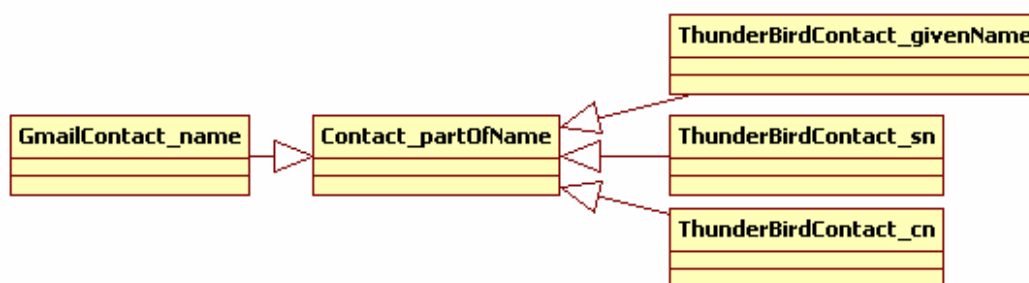 ThunderBirdContact_givenName
GmailContact_name
Contact_partOfName
ThunderBirdContact_sn
ThunderBirdContact_cn